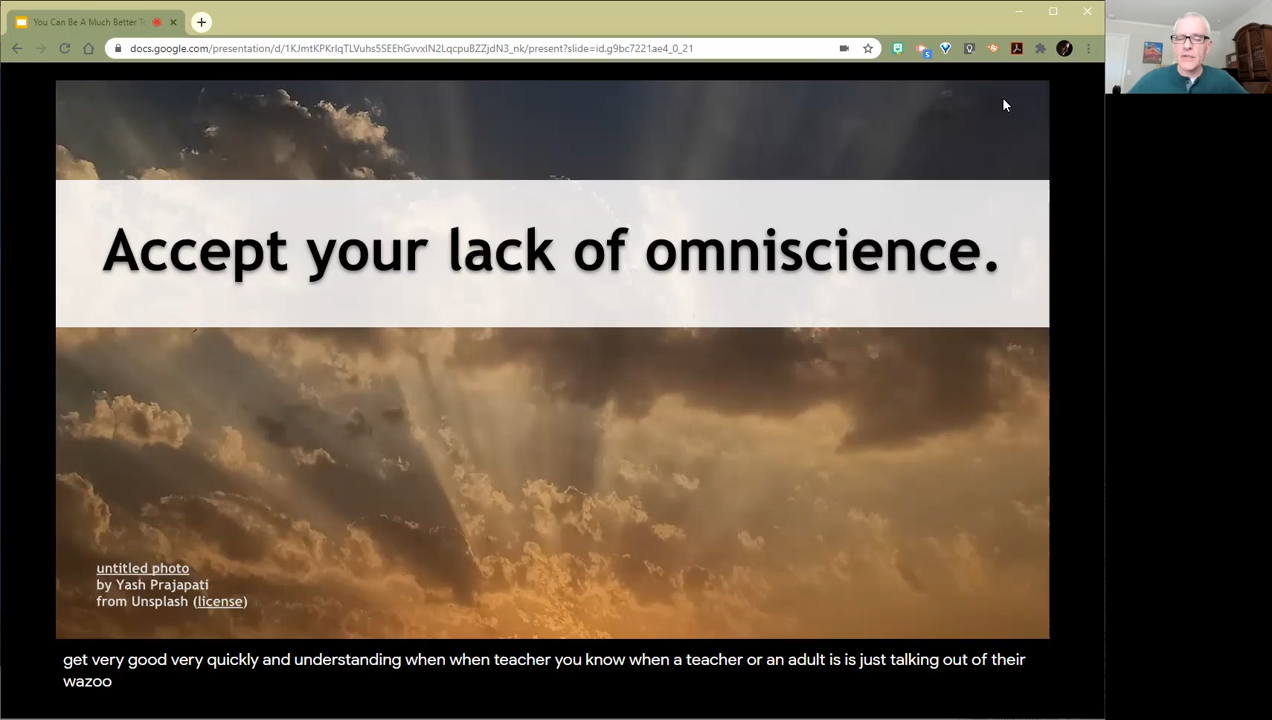 You Can Be A Much Better T
docs.google.com/presentation/d/1KJmtKPKrIqTLVuhs5SEEhGvvxlN2LqcpuBZZjdN3_nk/present?slide=id.g9bc7221ae4_0_21
Accept your lack of omniscience.
untitled photo
by Yash Prajapati
from Unsplash (license)
get very good very quickly and understanding when when teacher you know when a teacher or an adult is is just talking out of their
wazoo